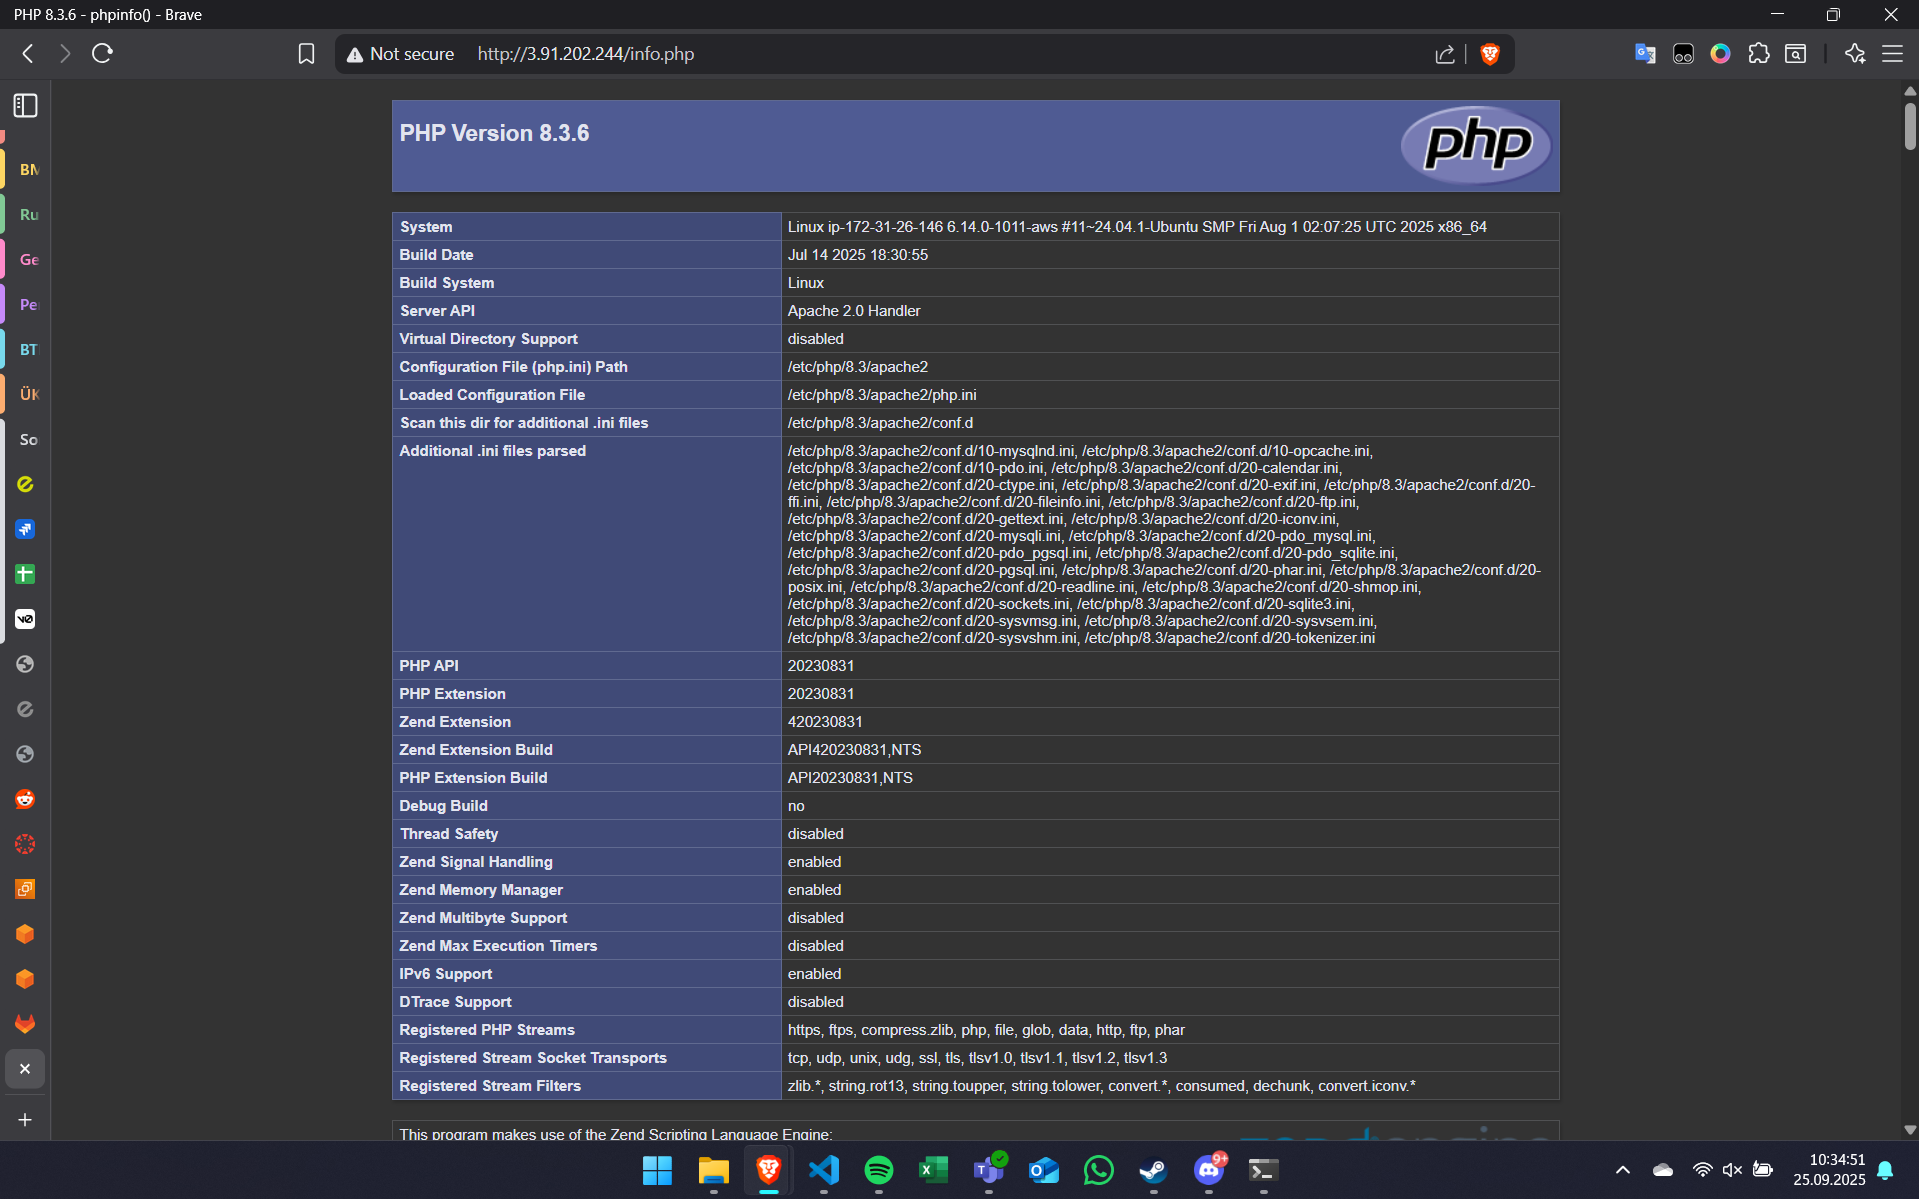 PHP 8.3.6 - phpinfo() - Brave
Not secure http://3.91.202.244/info.php
BM
Ru
Ge
Per
BT
ÜK
So
PHP Version 8.3.6
php
System Linux ip-172-31-26-146 6.14.0-1011-aws #11~24.04.1-Ubuntu SMP Fri Aug 1 02:07:25 UTC 2025 x86_64
Build Date Jul 14 2025 18:30:55
Build System Linux
Server API Apache 2.0 Handler
Virtual Directory Support disabled
Configuration File (php.ini) Path /etc/php/8.3/apache2
Loaded Configuration File /etc/php/8.3/apache2/php.ini
Scan this dir for additional .ini files /etc/php/8.3/apache2/conf.d
Additional .ini files parsed /etc/php/8.3/apache2/conf.d/10-mysqlnd.ini, /etc/php/8.3/apache2/conf.d/10-opcache.ini,
/etc/php/8.3/apache2/conf.d/10-pdo.ini, /etc/php/8.3/apache2/conf.d/20-calendar.ini,
/etc/php/8.3/apache2/conf.d/20-ctype.ini, /etc/php/8.3/apache2/conf.d/20-exif.ini, /etc/php/8.3/apache2/conf.d/20-
ffi.ini, /etc/php/8.3/apache2/conf.d/20-fileinfo.ini, /etc/php/8.3/apache2/conf.d/20-ftp.ini,
/etc/php/8.3/apache2/conf.d/20-gettext.ini, /etc/php/8.3/apache2/conf.d/20-iconv.ini,
/etc/php/8.3/apache2/conf.d/20-mysqli.ini, /etc/php/8.3/apache2/conf.d/20-pdo_mysql.ini,
/etc/php/8.3/apache2/conf.d/20-pdo_pgsql.ini, /etc/php/8.3/apache2/conf.d/20-pdo_sqlite.ini,
/etc/php/8.3/apache2/conf.d/20-pgsql.ini, /etc/php/8.3/apache2/conf.d/20-phar.ini, /etc/php/8.3/apache2/conf.d/20-
posix.ini, /etc/php/8.3/apache2/conf.d/20-readline.ini, /etc/php/8.3/apache2/conf.d/20-shmop.ini,
/etc/php/8.3/apache2/conf.d/20-sockets.ini, /etc/php/8.3/apache2/conf.d/20-sqlite3.ini,
/etc/php/8.3/apache2/conf.d/20-sysvmsg.ini, /etc/php/8.3/apache2/conf.d/20-sysvsem.ini,
/etc/php/8.3/apache2/conf.d/20-sysvshm.ini, /etc/php/8.3/apache2/conf.d/20-tokenizer.ini
PHP API 20230831
PHP Extension 20230831
Zend Extension 420230831
Zend Extension Build API420230831,NTS
PHP Extension Build API20230831,NTS
Debug Build no
Thread Safety disabled
Zend Signal Handling enabled
Zend Memory Manager enabled
Zend Multibyte Support disabled
Zend Max Execution Timers disabled
IPv6 Support enabled
DTrace Support disabled
Registered PHP Streams https, ftps, compress.zlib, php, file, glob, data, http, ftp, phar
Registered Stream Socket Transports tcp, udp, unix, udg, ssl, tls, tlsv1.0, tlsv1.1, tlsv1.2, tlsv1.3
Registered Stream Filters zlib.*, string.rot13, string.toupper, string.tolower, convert.*, consumed, dechunk, convert.iconv.*
This program makes use of the Zend Scripting Language Engine:
9+
10:34:51
25.09.2025